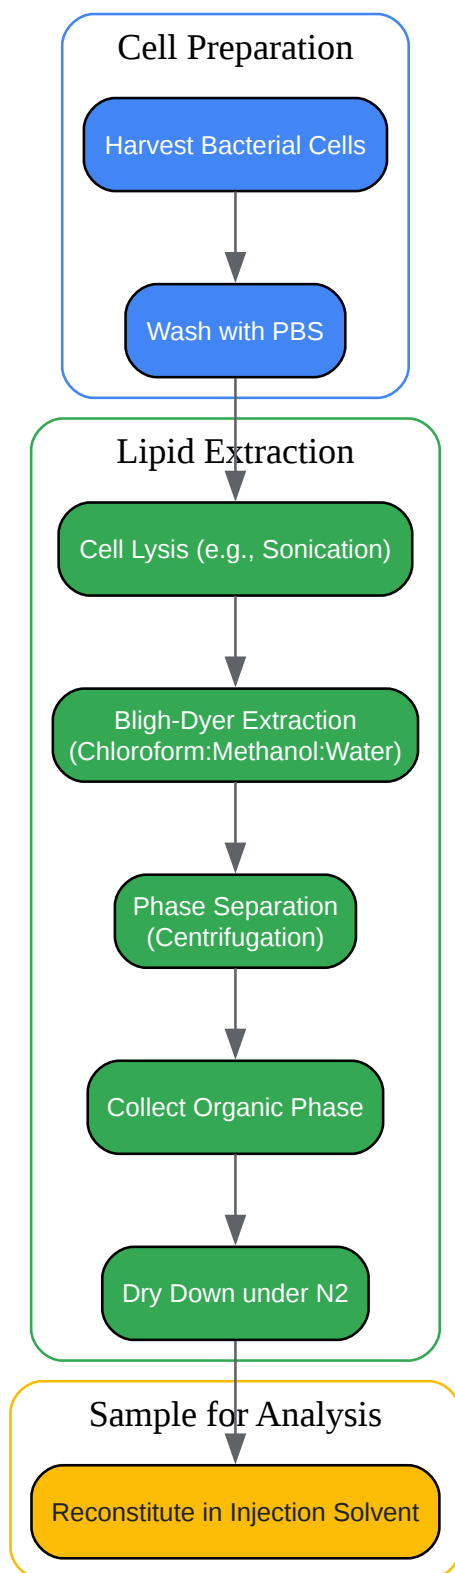 Cell Preparation
Harvest Bacterial Cells
Wash with PBS
Lipid Extraction
Cell Lysis (e.g., Sonication)
Bligh-Dyer Extraction
(Chloroform:Methanol:Water)
Phase Separation
(Centrifugation)
Collect Organic Phase
Dry Down under N2
Sample for Analysis
Reconstitute in Injection Solvent